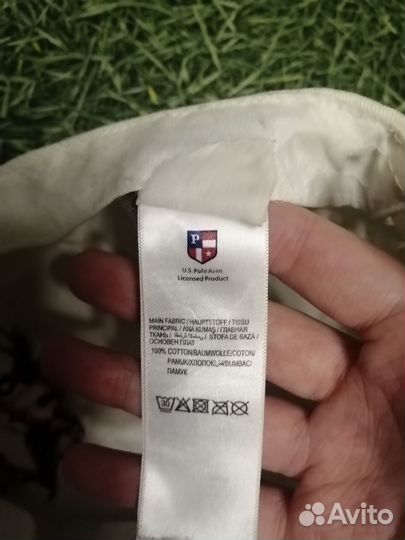 P
U.S. Polo Assn.
Licensed Product
MAIN FABRIC / HAUPTSTOFF / TISSU
PRINCIPAL / ANA KUMAŞ / ГЛАВНАЯ
ТКАНЬ / / STOFA DE BAZĂ /
ОСНОВЕН ПЛАТ
100% COTTON/BAUMWOLLE/COTON/
PAMUK/ХЛОПОК/ /BUMBAC/
ПАМУК
30
Avito